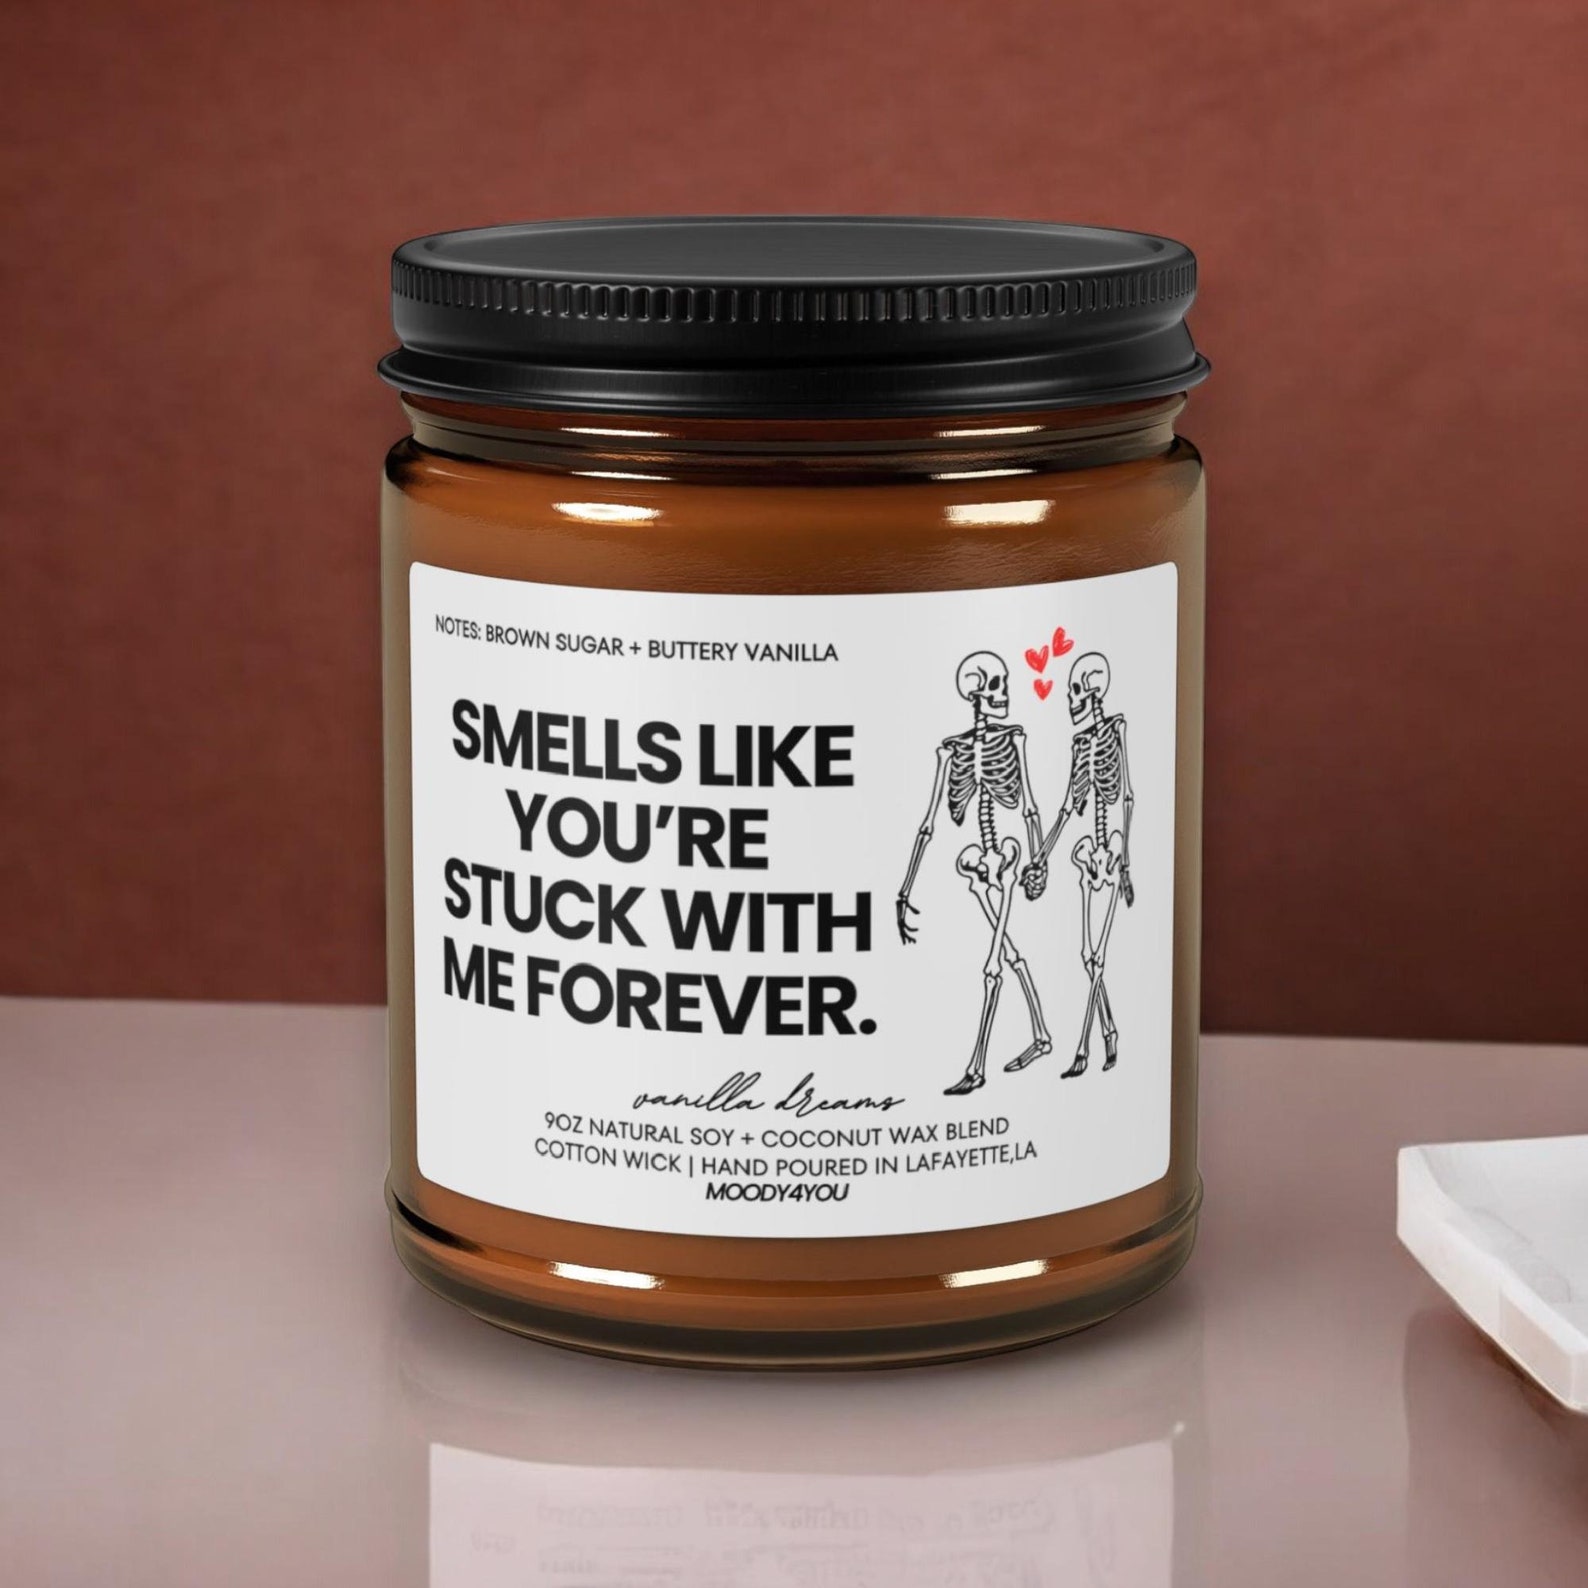 NOTES: BROWN SUGAR + BUTTERY VANILLA
SMELLS LIKE
YOU'RE
STUCK WITH
ME FOREVER.
vanilla dreams
9OZ NATURAL SOY + COCONUT WAX BLEND
COTTON WICK | HAND POURED IN LAFAYETTE,LA
MOODY4YOU